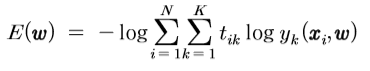 E(w) = −log ∑_{i=1}^{N} ∑_{k=1}^{K} t_{ik} log y_k(x_i, w)